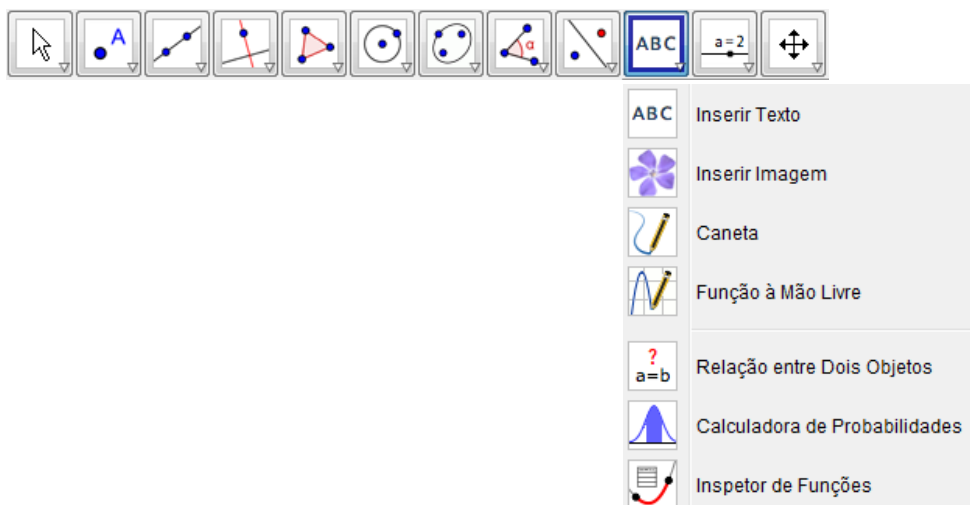 A
α
ABC
a=2
ABC Inserir Texto
Inserir Imagem
Caneta
Função à Mão Livre
?
a=b
Relação entre Dois Objetos
Calculadora de Probabilidades
Inspetor de Funções